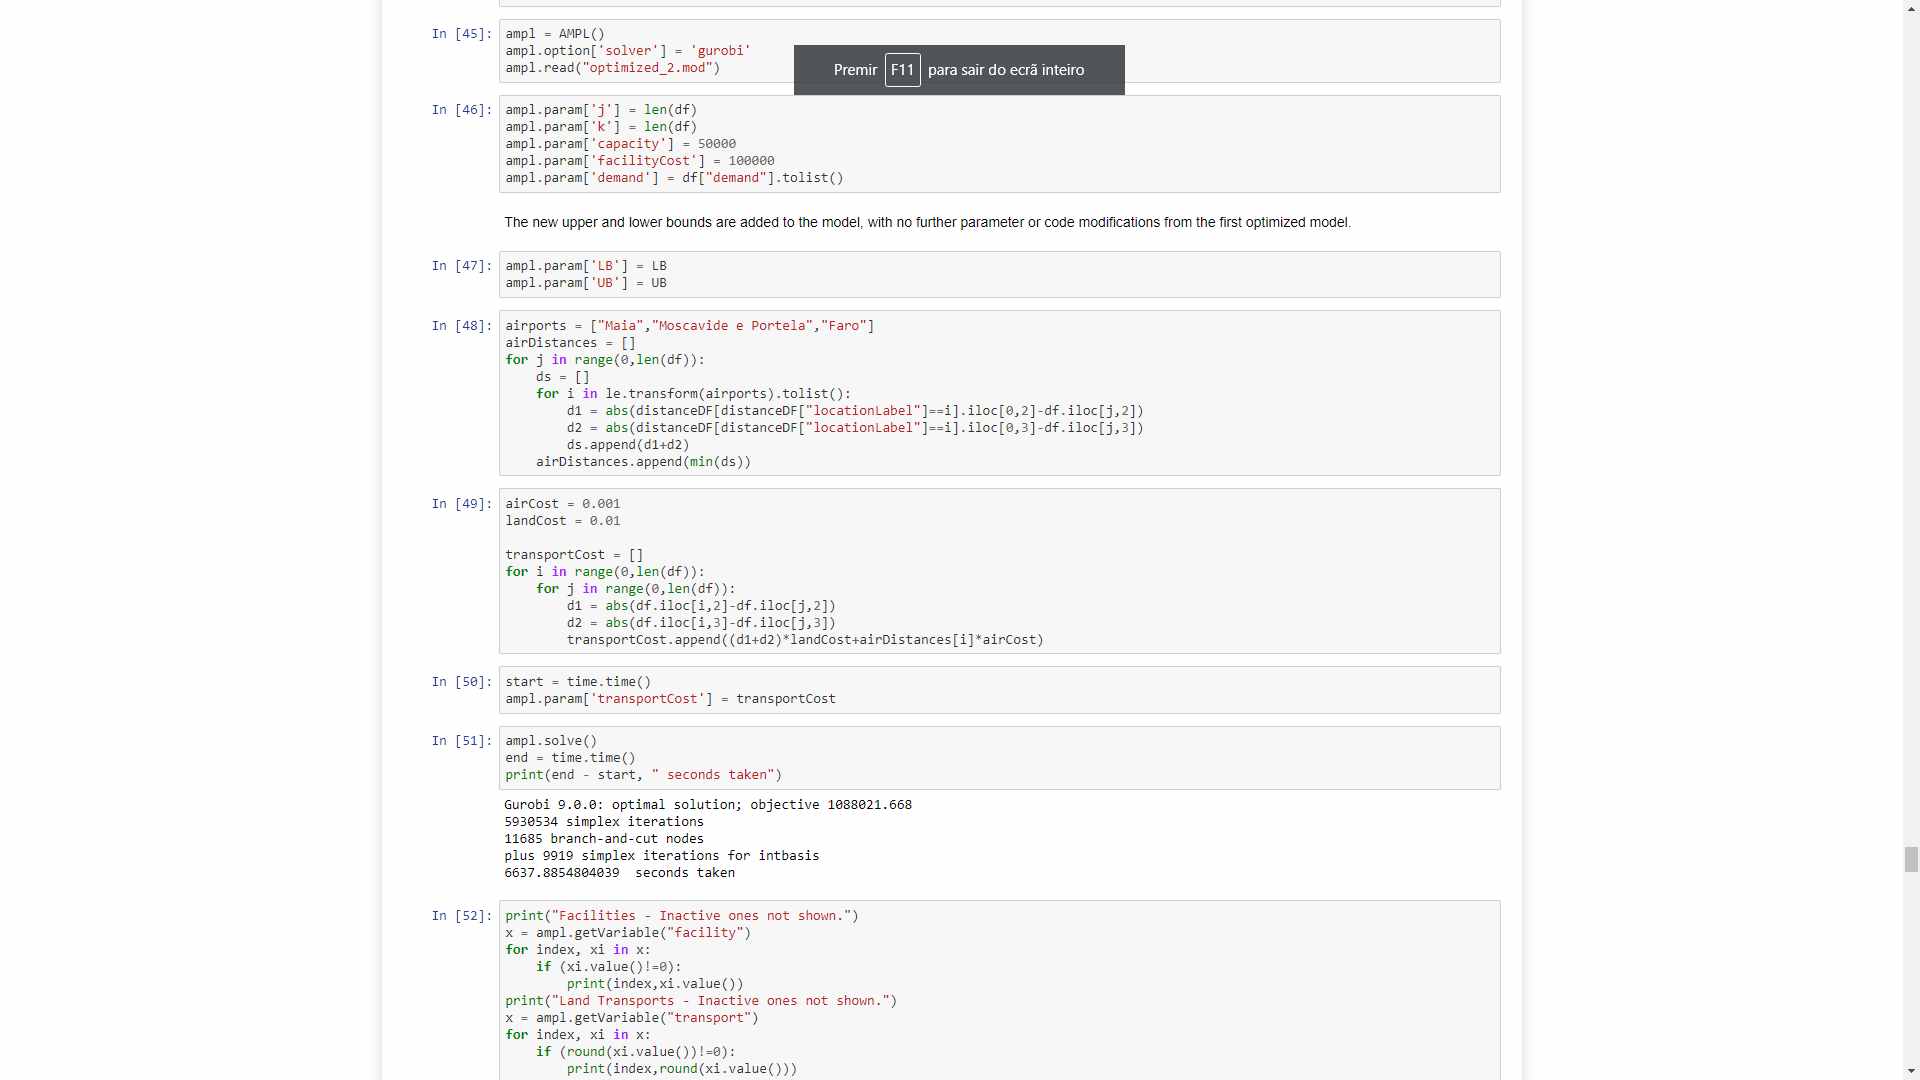 In [45]:
ampl = AMPL()
ampl.option['solver'] = 'gurobi'
ampl.read("optimized_2.mod")
Premir F11 para sair do ecrã inteiro
In [46]:
ampl.param['j'] = len(df)
ampl.param['k'] = len(df)
ampl.param['capacity'] = 50000
ampl.param['facilityCost'] = 100000
ampl.param['demand'] = df["demand"].tolist()
The new upper and lower bounds are added to the model, with no further parameter or code modifications from the first optimized model.
In [47]:
ampl.param['LB'] = LB
ampl.param['UB'] = UB
In [48]:
airports = ["Maia","Moscavide e Portela","Faro"]
airDistances = []
for j in range(0,len(df)):
    ds = []
    for i in le.transform(airports).tolist():
        d1 = abs(distanceDF[distanceDF["locationLabel"]==i].iloc[0,2]-df.iloc[j,2])
        d2 = abs(distanceDF[distanceDF["locationLabel"]==i].iloc[0,3]-df.iloc[j,3])
        ds.append(d1+d2)
    airDistances.append(min(ds))
In [49]:
airCost = 0.001
landCost = 0.01
transportCost = []
for i in range(0,len(df)):
    for j in range(0,len(df)):
        d1 = abs(df.iloc[i,2]-df.iloc[j,2])
        d2 = abs(df.iloc[i,3]-df.iloc[j,3])
        transportCost.append((d1+d2)*landCost+airDistances[i]*airCost)
In [50]:
start = time.time()
ampl.param['transportCost'] = transportCost
In [51]:
ampl.solve()
end = time.time()
print(end - start, " seconds taken")
Gurobi 9.0.0: optimal solution; objective 1088021.668
5930534 simplex iterations
11685 branch-and-cut nodes
plus 9919 simplex iterations for intbasis
6637.8854804039  seconds taken
In [52]:
print("Facilities - Inactive ones not shown.")
x = ampl.getVariable("facility")
for index, xi in x:
    if (xi.value()!=0):
        print(index,xi.value())
print("Land Transports - Inactive ones not shown.")
x = ampl.getVariable("transport")
for index, xi in x:
    if (round(xi.value())!=0):
        print(index,round(xi.value()))